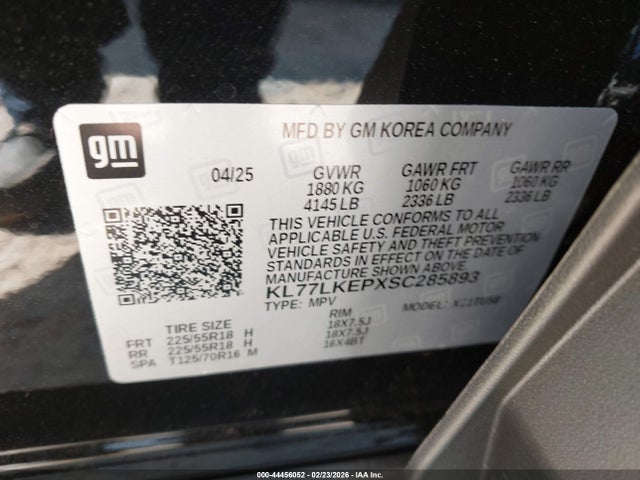 gm
MFD BY GM KOREA COMPANY
04/25 GVWR GAWR FRT GAWR RR
1880 KG 1060 KG 1060 KG
4145 LB 2336 LB 2336 LB
THIS VEHICLE CONFORMS TO ALL
APPLICABLE U.S. FEDERAL MOTOR
VEHICLE SAFETY AND THEFT PREVENTION
STANDARDS IN EFFECT ON THE DATE OF
MANUFACTURE SHOWN ABOVE.
KL77LKEPXSC285893
TYPE: MPV MODEL:
TIRE SIZE RIM
FRT 225/55R18 H 18X7.5J
RR 225/55R18 H 18X7.5J
SPA T125/70R16 M 16X4BT
000-44456052 - 02/23/2026 - IAA Inc.